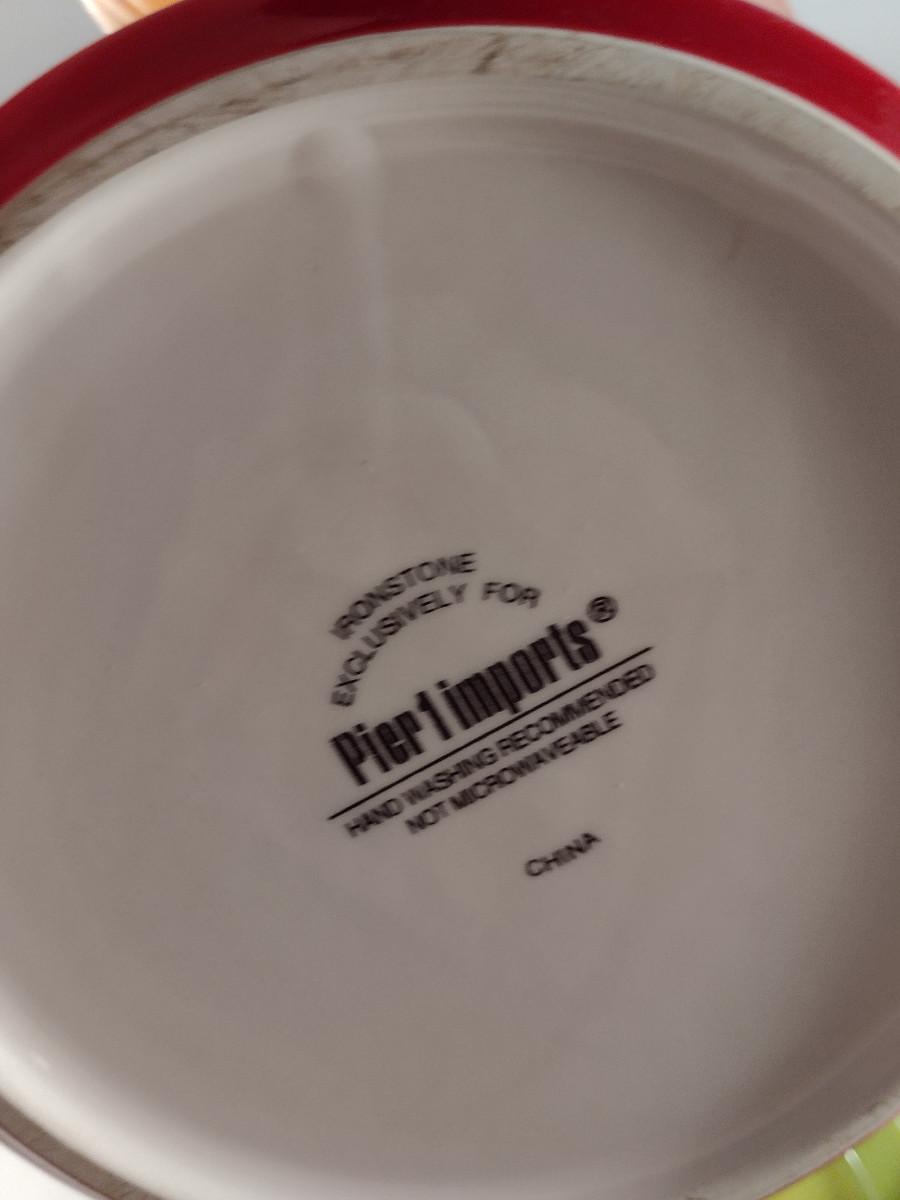 IRONSTONE
EXCLUSIVELY FOR
Pier 1 imports®
HAND WASHING RECOMMENDED
NOT MICROWAVEABLE
CHINA